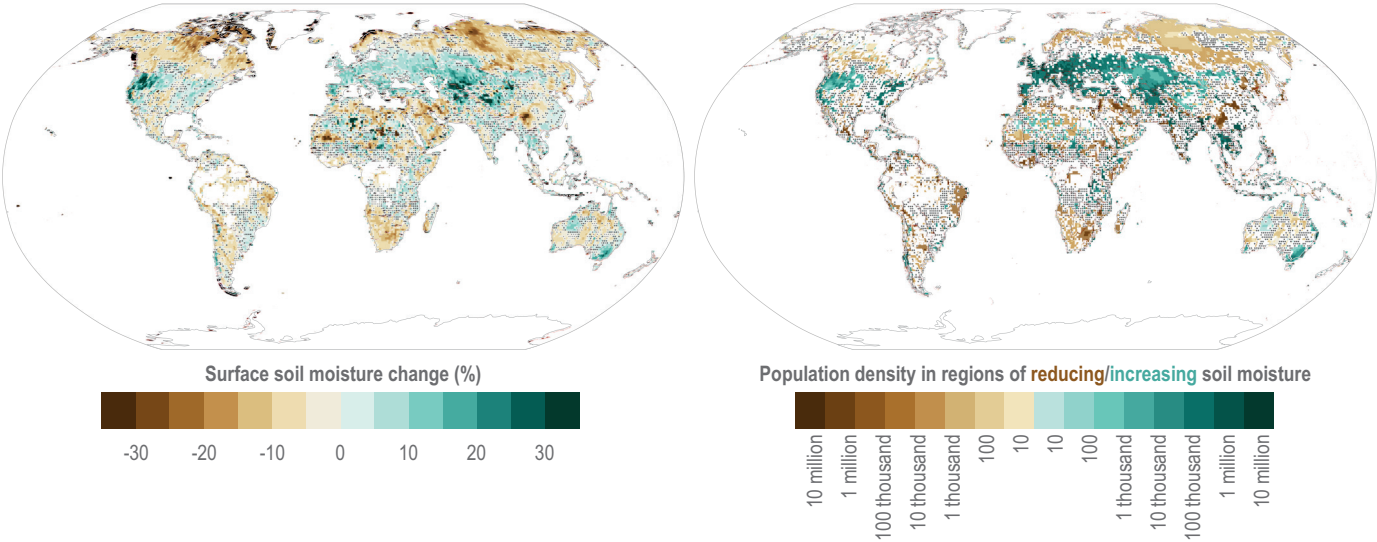 Surface soil moisture change (%)
-30 -20 -10 0 10 20 30
Population density in regions of reducing/increasing soil moisture
10 million
1 million
100 thousand
10 thousand
1 thousand
100
10
10
100
1 thousand
10 thousand
100 thousand
1 million
10 million